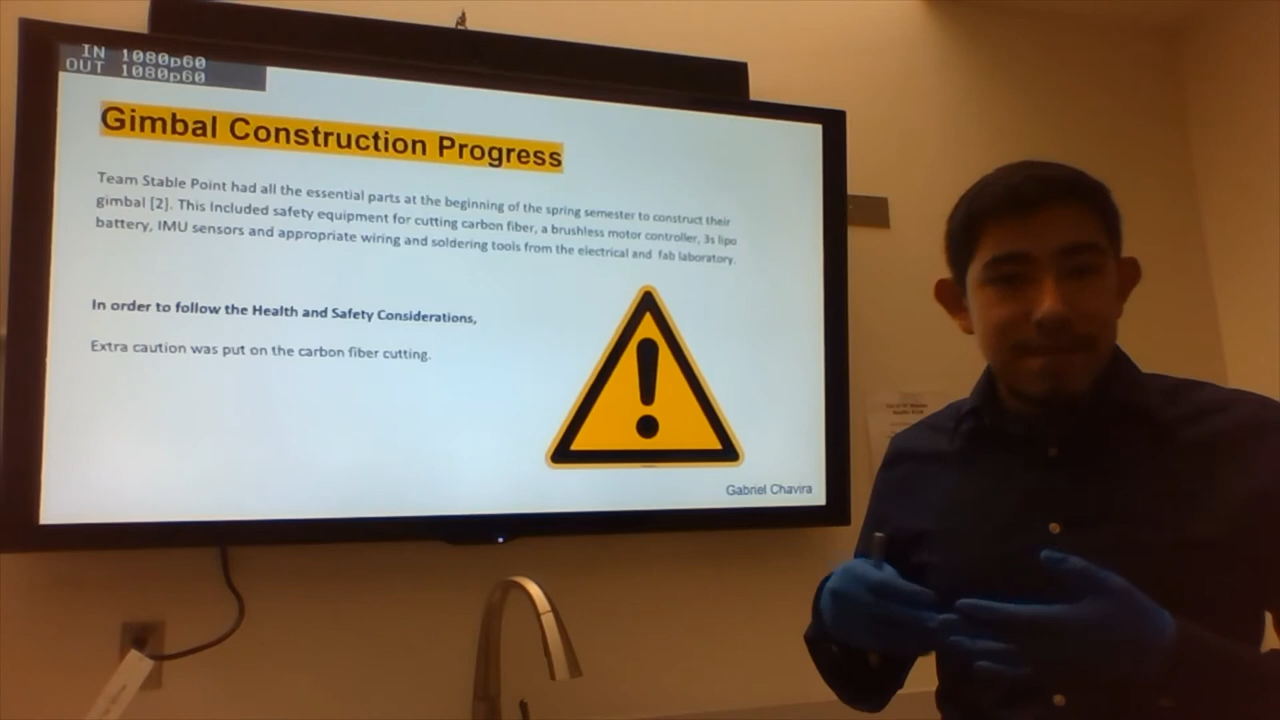 IN 1080p60
OUT 1080p60
Gimbal Construction Progress
Team Stable Point had all the essential parts at the beginning of the spring semester to construct their
gimbal [2]. This Included safety equipment for cutting carbon fiber, a brushless motor controller, 3s lipo
battery, IMU sensors and appropriate wiring and soldering tools from the electrical and fab laboratory.
In order to follow the Health and Safety Considerations,
Extra caution was put on the carbon fiber cutting.
Gabriel Chavira